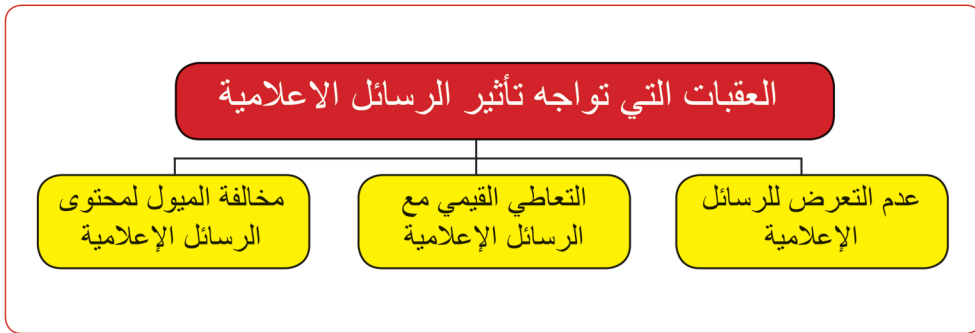 العقبات التي تواجه تأثير الرسائل الاعلامية
عدم التعرض للرسائل
الإعلامية
التعاطي القيمي مع
الرسائل الإعلامية
مخالفة الميول لمحتوى
الرسائل الإعلامية